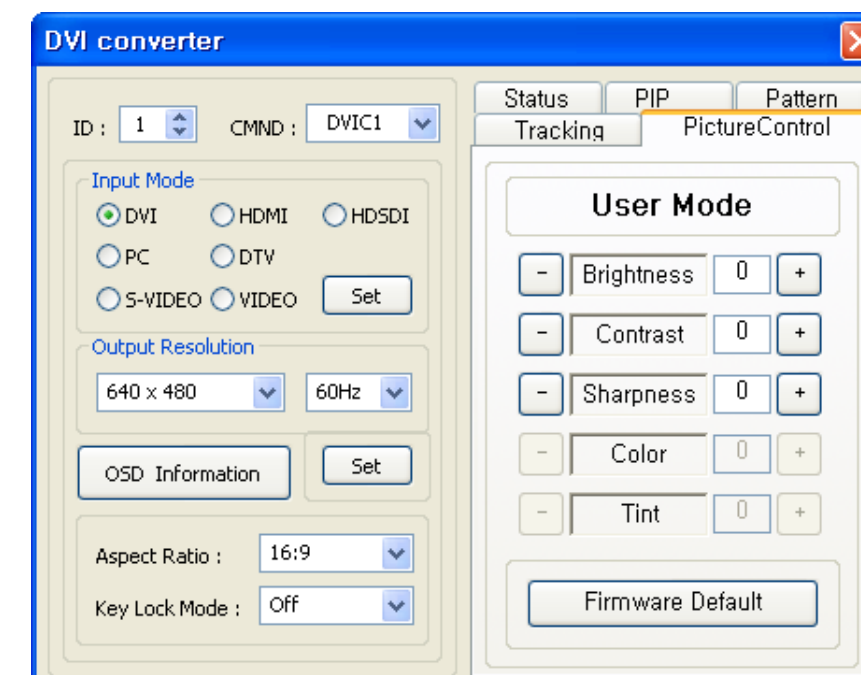 DVI converter
ID : 1 CMND : DVIC1
Input Mode
DVI HDMI HDSDI
PC DTV
S-VIDEO VIDEO Set
Output Resolution
640 x 480 60Hz
OSD Information Set
Aspect Ratio : 16:9
Key Lock Mode : Off
Status PIP Pattern
Tracking PictureControl
User Mode
- Brightness 0 +
- Contrast 0 +
- Sharpness 0 +
- Color 0 +
- Tint 0 +
Firmware Default